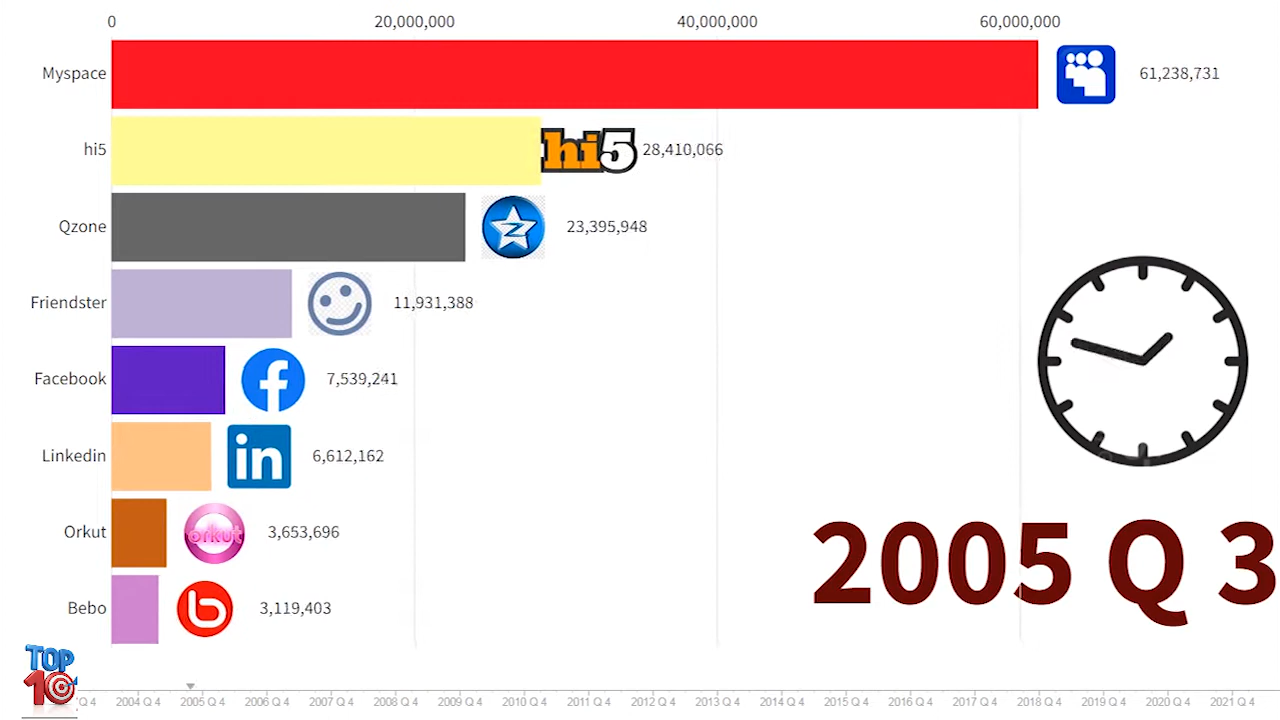 0 20,000,000 40,000,000 60,000,000
Myspace 61,238,731
hi5 hi5 28,410,066
Qzone Z 23,395,948
Friendster 11,931,388
Facebook f 7,539,241
Linkedin in 6,612,162
Orkut orkut 3,653,696
Bebo b 3,119,403
2005 Q 3
TOP
10
Q 4 2004 Q 4 2005 Q 4 2006 Q 4 2007 Q 4 2008 Q 4 2009 Q 4 2010 Q 4 2011 Q 4 2012 Q 4 2013 Q 4 2014 Q 4 2015 Q 4 2016 Q 4 2017 Q 4 2018 Q 4 2019 Q 4 2020 Q 4 2021 Q 4